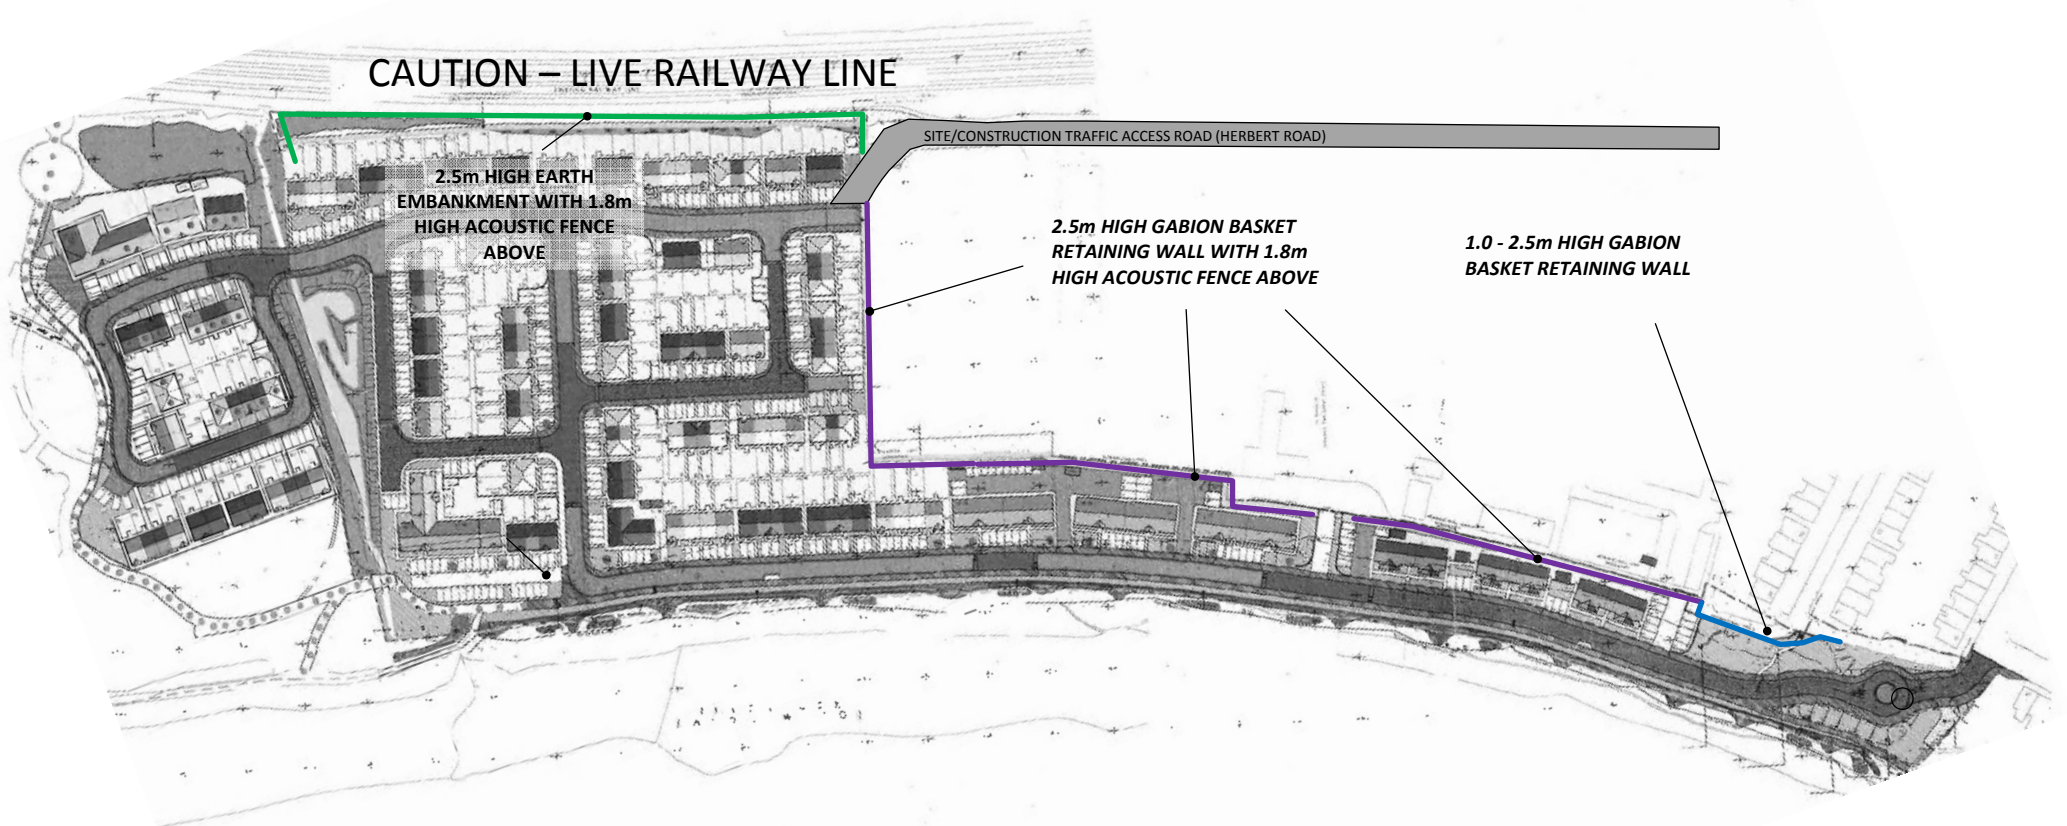 CAUTION – LIVE RAILWAY LINE
SITE/CONSTRUCTION TRAFFIC ACCESS ROAD (HERBERT ROAD)
2.5m HIGH EARTH
EMBANKMENT WITH 1.8m
HIGH ACOUSTIC FENCE
ABOVE
2.5m HIGH GABION BASKET
RETAINING WALL WITH 1.8m
HIGH ACOUSTIC FENCE ABOVE
1.0 - 2.5m HIGH GABION
BASKET RETAINING WALL